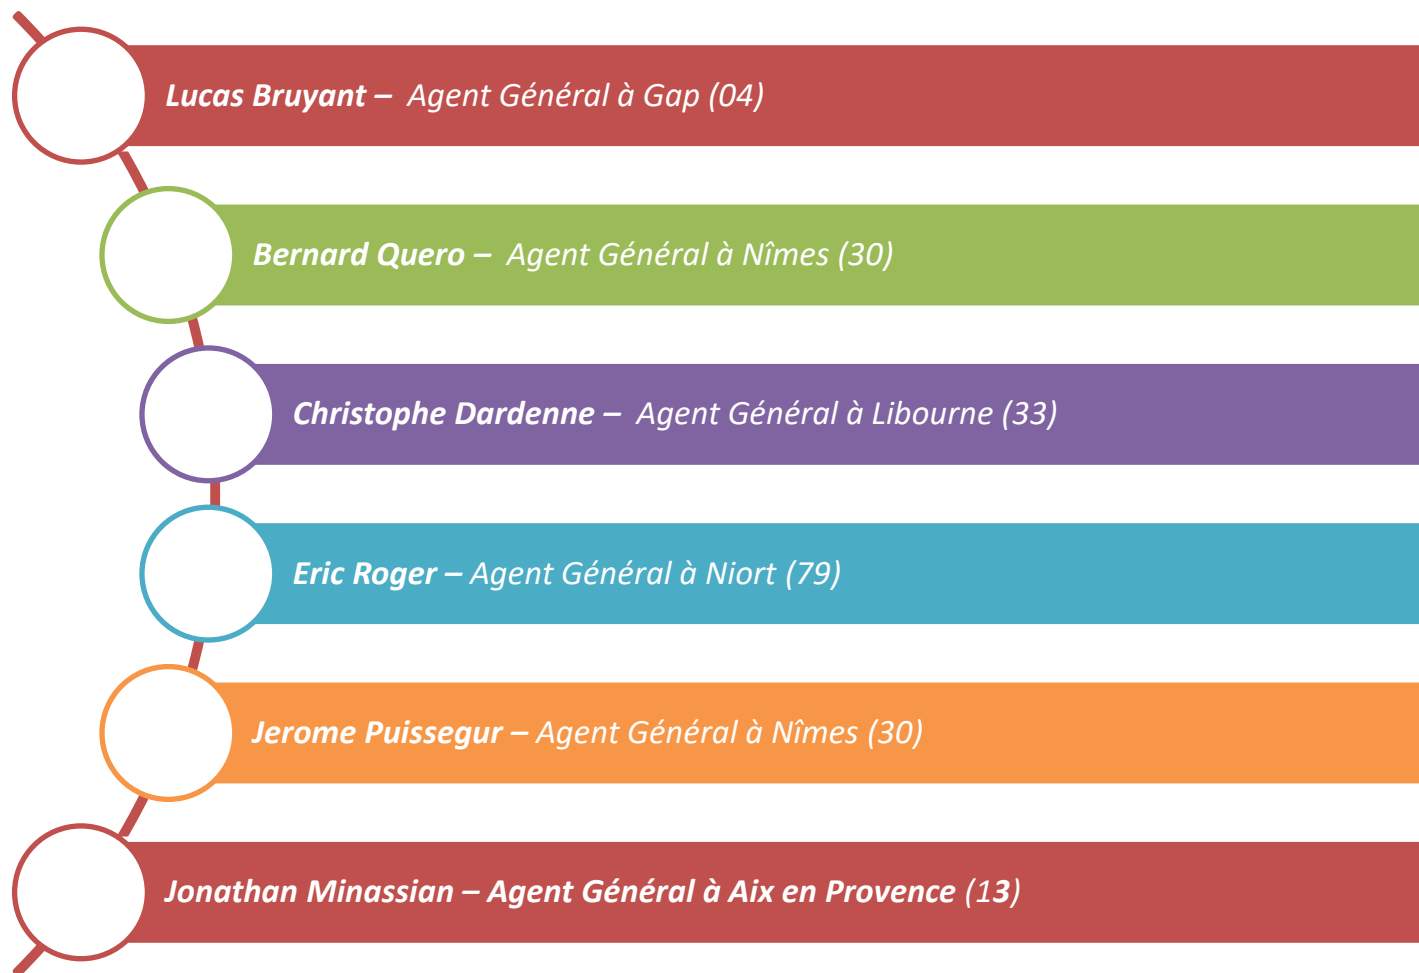 Lucas Bruyant – Agent Général à Gap (04)
Bernard Quero – Agent Général à Nîmes (30)
Christophe Dardenne – Agent Général à Libourne (33)
Eric Roger – Agent Général à Niort (79)
Jerome Puissegur – Agent Général à Nîmes (30)
Jonathan Minassian – Agent Général à Aix en Provence (13)